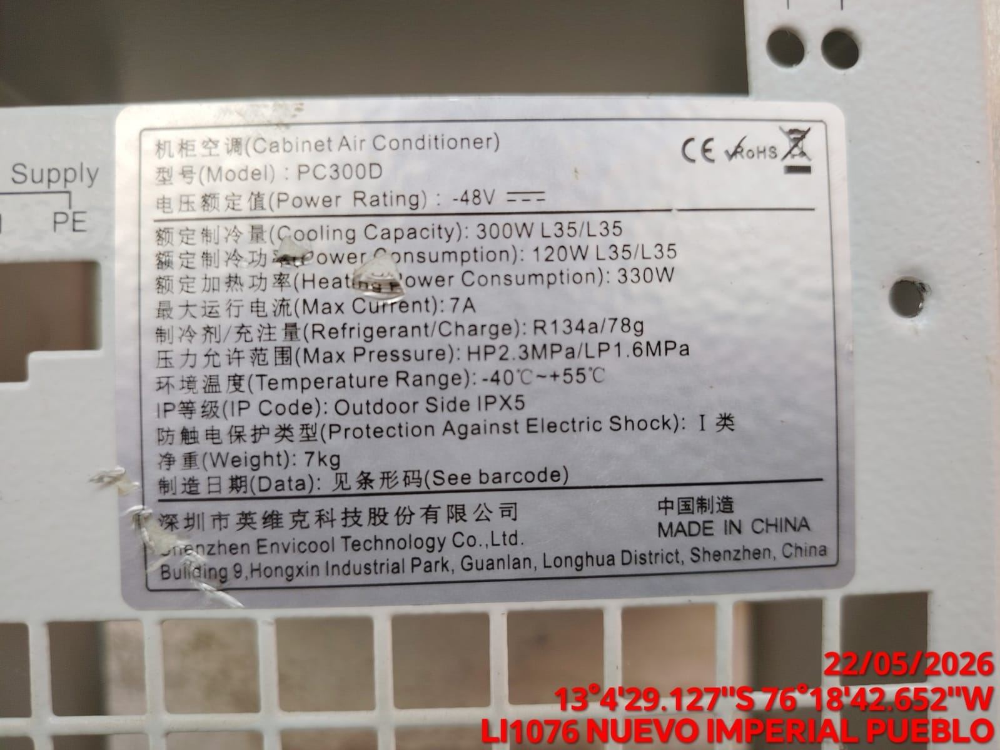 Supply
PE
机柜空调(Cabinet Air Conditioner)
CE RoHS
型号(Model) : PC300D
电压额定值(Power Rating) : -48V
额定制冷量(Cooling Capacity): 300W L35/L35
额定制冷功率(Power Consumption): 120W L35/L35
额定加热功率(Heating Power Consumption): 330W
最大运行电流(Max Current): 7A
制冷剂/充注量(Refrigerant/Charge): R134a/78g
压力允许范围(Max Pressure): HP2.3MPa/LP1.6MPa
环境温度(Temperature Range): -40℃~+55℃
IP等级(IP Code): Outdoor Side IPX5
防触电保护类型(Protection Against Electric Shock): I 类
净重(Weight): 7kg
制造日期(Data): 见条形码(See barcode)
深圳市英维克科技股份有限公司
中国制造
Shenzhen Envicool Technology Co.,Ltd.
MADE IN CHINA
Building 9,Hongxin Industrial Park, Guanlan, Longhua District, Shenzhen, China
22/05/2026
13°4'29.127"S 76°18'42.652"W
LI1076 NUEVO IMPERIAL PUEBLO